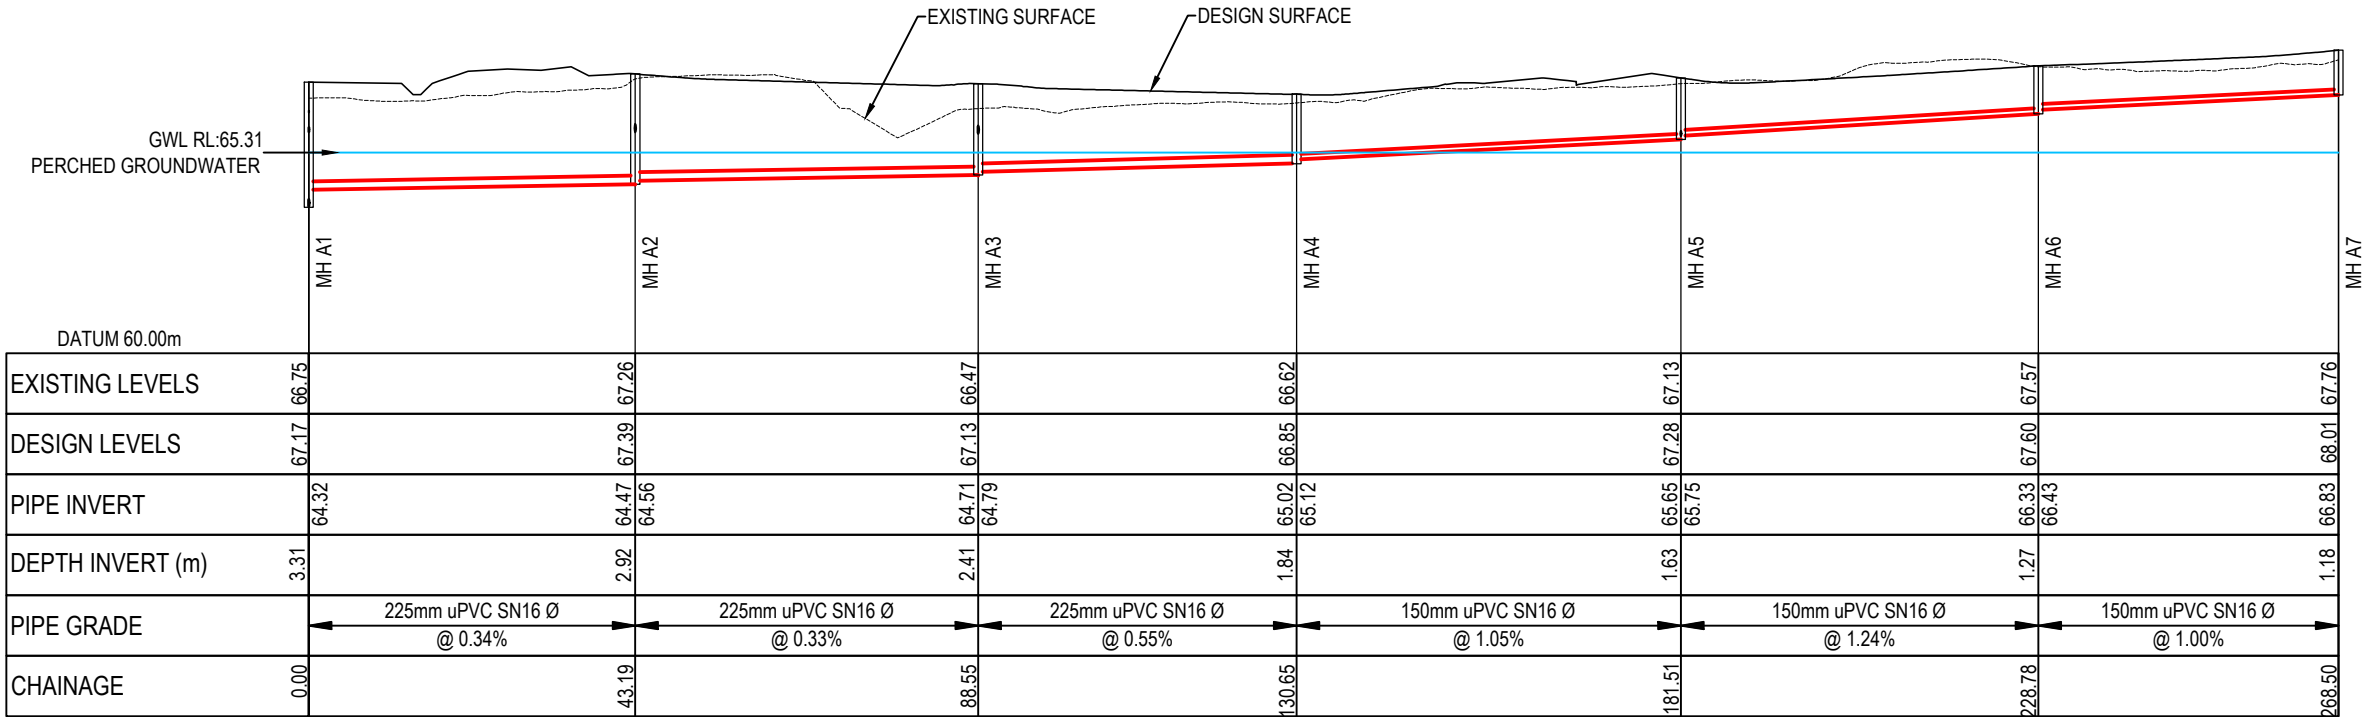 EXISTING SURFACE
DESIGN SURFACE
GWL RL:65.31
PERCHED GROUNDWATER
MH A1
MH A2
MH A3
MH A4
MH A5
MH A6
MH A7
DATUM 60.00m
EXISTING LEVELS 66.75 67.26 66.47 66.62 67.13 67.57 67.76
DESIGN LEVELS 67.17 67.39 67.13 66.85 67.28 67.60 68.01
PIPE INVERT 64.32 64.47 64.56 64.71 64.79 65.02 65.12 65.65 65.75 66.33 66.43 66.83
DEPTH INVERT (m) 3.31 2.92 2.41 1.84 1.63 1.27 1.18
PIPE GRADE
225mm uPVC SN16 Ø
@ 0.34%
225mm uPVC SN16 Ø
@ 0.33%
225mm uPVC SN16 Ø
@ 0.55%
150mm uPVC SN16 Ø
@ 1.05%
150mm uPVC SN16 Ø
@ 1.24%
150mm uPVC SN16 Ø
@ 1.00%
CHAINAGE 0.00 43.19 88.55 130.65 181.51 228.78 268.50